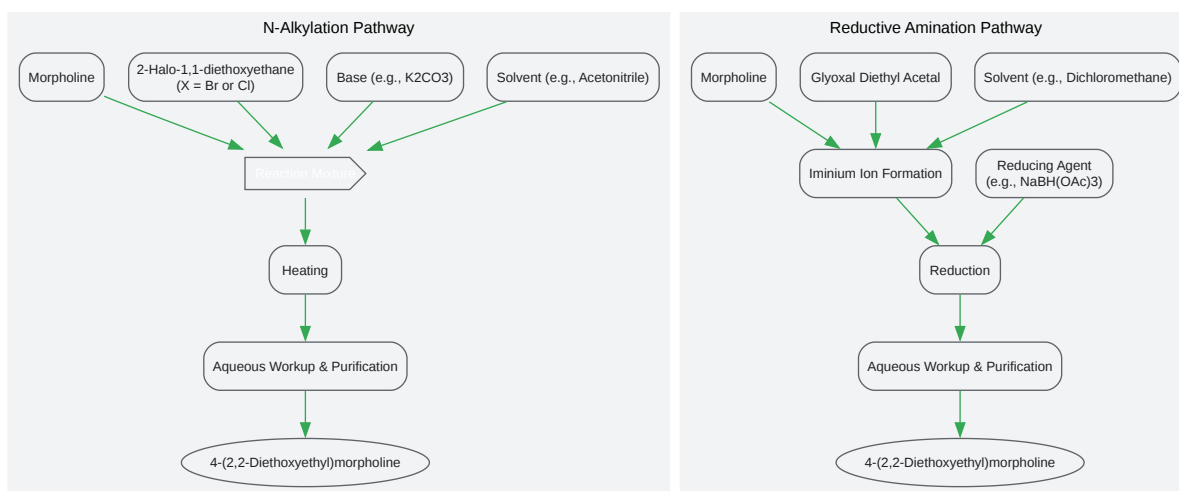 N-Alkylation Pathway
Morpholine
2-Halo-1,1-diethoxyethane
(X = Br or Cl)
Base (e.g., K2CO3)
Solvent (e.g., Acetonitrile)
Reaction Mixture
Heating
Aqueous Workup & Purification
4-(2,2-Diethoxyethyl)morpholine
Reductive Amination Pathway
Morpholine
Glyoxal Diethyl Acetal
Solvent (e.g., Dichloromethane)
Iminium Ion Formation
Reducing Agent
(e.g., NaBH(OAc)3)
Reduction
Aqueous Workup & Purification
4-(2,2-Diethoxyethyl)morpholine